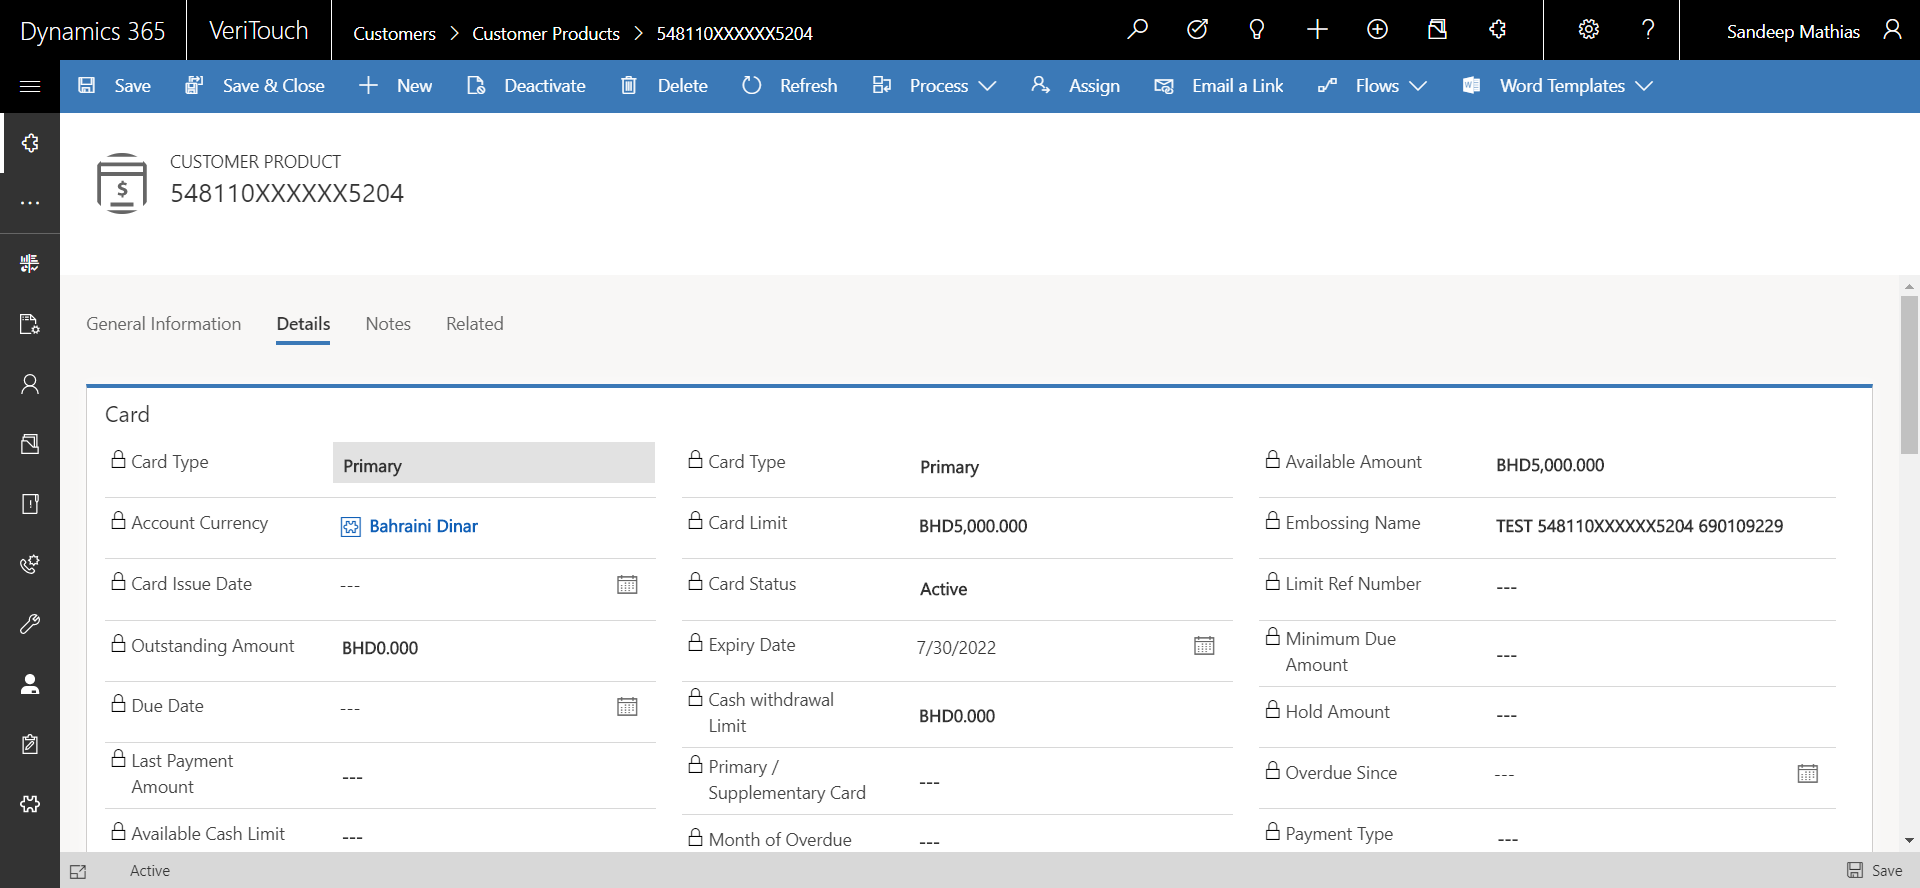 Dynamics 365
VeriTouch
Customers > Customer Products > 548110XXXXXX5204
?
Sandeep Mathias
Save
Save & Close
New
Deactivate
Delete
Refresh
Process
Assign
Email a Link
Flows
Word Templates
CUSTOMER PRODUCT
548110XXXXXX5204
General Information
Details
Notes
Related
Card
Card Type
Primary
Card Type
Primary
Available Amount
BHD5,000.000
Account Currency
Bahraini Dinar
Card Limit
BHD5,000.000
Embossing Name
TEST 548110XXXXXX5204 690109229
Card Issue Date
---
Card Status
Active
Limit Ref Number
---
Outstanding Amount
BHD0.000
Expiry Date
7/30/2022
Minimum Due
Amount
---
Due Date
---
Cash withdrawal
Limit
BHD0.000
Hold Amount
---
Last Payment
Amount
---
Primary /
Supplementary Card
---
Overdue Since
---
Available Cash Limit
---
Month of Overdue
---
Payment Type
---
Active
Save